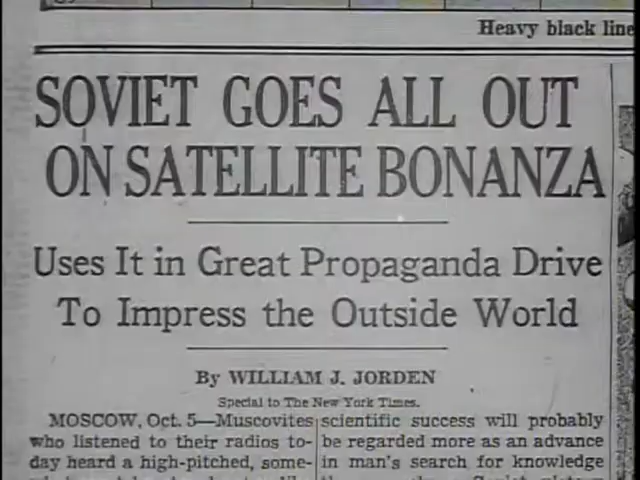 Heavy black line
SOVIET GOES ALL OUT
ON SATELLITE BONANZA
Uses It in Great Propaganda Drive
To Impress the Outside World
By WILLIAM J. JORDEN
Special to The New York Times.
MOSCOW, Oct. 5—Muscovites
who listened to their radios to-
day heard a high-pitched, some-
scientific success will probably
be regarded more as an advance
in man's search for knowledge